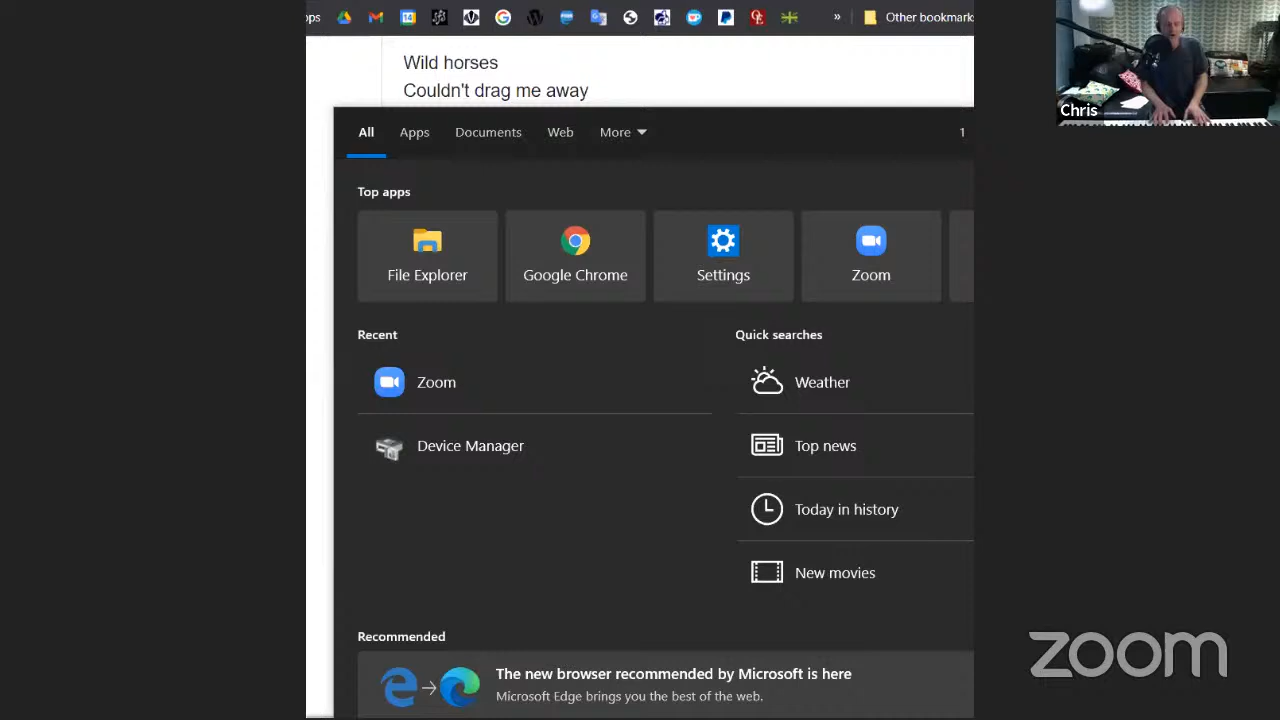 ps
Other bookmark
Wild horses
Couldn't drag me away
Chris
All Apps Documents Web More 1
Top apps
File Explorer Google Chrome Settings Zoom
Recent Quick searches
Zoom Weather
Device Manager Top news
Today in history
New movies
Recommended
The new browser recommended by Microsoft is here
Microsoft Edge brings you the best of the web.
zoom